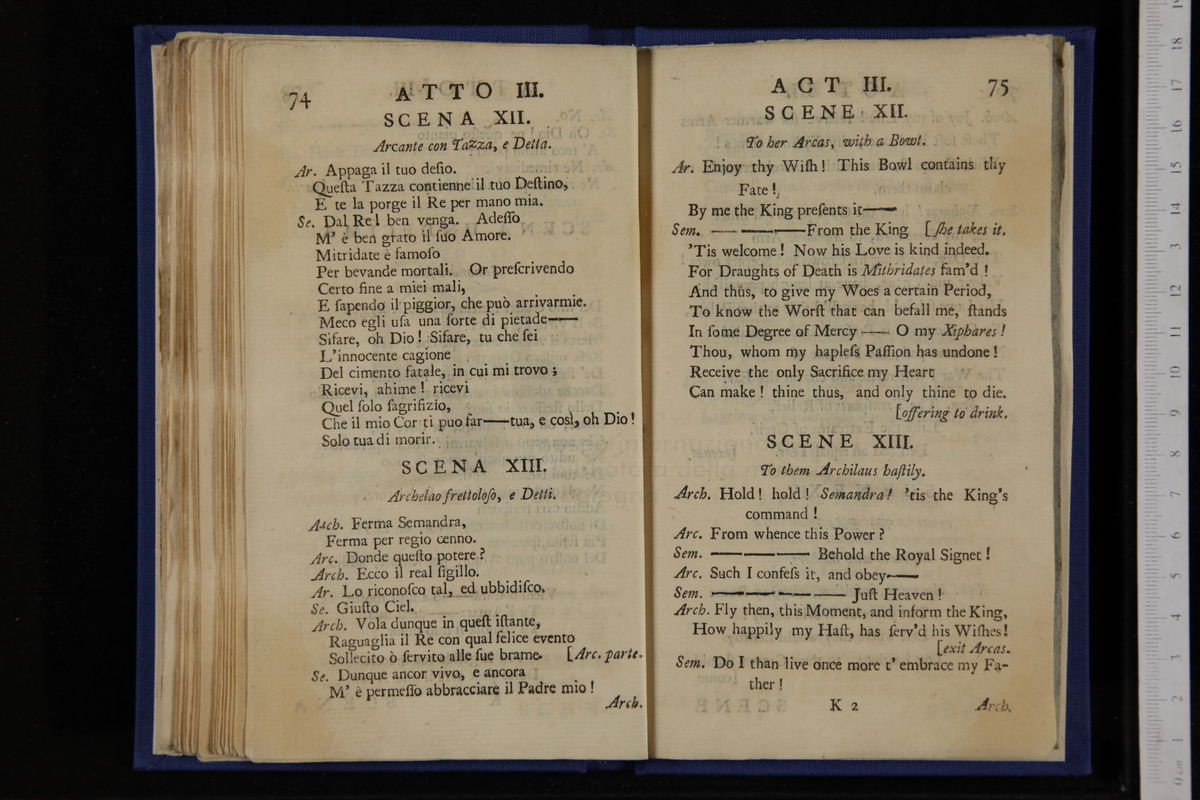 74
ATTO III.
SCENA XII.
Arcante con Tazza, e Detta.
Ar. Appaga il tuo deſio.
Queſta Tazza contienne il tuo Deſtino,
E te la porge il Re per mano mia.
Se. Dal Re! ben venga. Adeſſo
M' è ben grato il ſuo Amore.
Mitridate è famoſo
Per bevande mortali. Or preſcrivendo
Certo fine a miei mali,
E ſapendo il piggior, che può arrivarmie.
Meco egli uſa una ſorte di pietade——
Sifare, oh Dio! Sifare, tu che ſei
L'innocente cagione
Del cimento fatale, in cui mi trovo;
Ricevi, ahime! ricevi
Quel ſolo ſagrifizio,
Che il mio Cor ti puo far——tua, e così, oh Dio!
Solo tua di morir.
SCENA XIII.
Archelao frettoloſo, e Detti.
Arch. Ferma Semandra,
Ferma per regio cenno.
Arc. Donde queſto potere?
Arch. Ecco il real ſigillo.
Ar. Lo riconoſco tal, ed ubbidiſco.
Se. Giuſto Ciel.
Arch. Vola dunque in queſt iſtante,
Raguaglia il Re con qual felice evento
Sollecito ò ſervito alle ſue brame. [Arc. parte.
Se. Dunque ancor vivo, e ancora
M' è permeſſo abbracciare il Padre mio!
Arch.
ACT III. 75
SCENE XII.
To her Arcas, with a Bowl.
Ar. Enjoy thy Wiſh! This Bowl contains thy
Fate!
By me the King preſents it——
Sem. —— ————From the King [ſhe takes it.
'Tis welcome! Now his Love is kind indeed.
For Draughts of Death is Mithridates fam'd!
And thus, to give my Woes a certain Period,
To know the Worſt that can befall me, ſtands
In ſome Degree of Mercy —— O my Xiphares!
Thou, whom my hapleſs Paſſion has undone!
Receive the only Sacrifice my Heart
Can make! thine thus, and only thine to die.
[offering to drink.
SCENE XIII.
To them Archilaus haſtily.
Arch. Hold! hold! Semandra! 'tis the King's
command!
Arc. From whence this Power?
Sem. —————— Behold the Royal Signet!
Arc. Such I confeſs it, and obey——
Sem. ———————— Juſt Heaven!
Arch. Fly then, this Moment, and inform the King,
How happily my Haſt, has ſerv'd his Wiſhes!
[exit Arcas.
Sem. Do I than live once more t' embrace my Fa-
ther!
K 2 Arch.